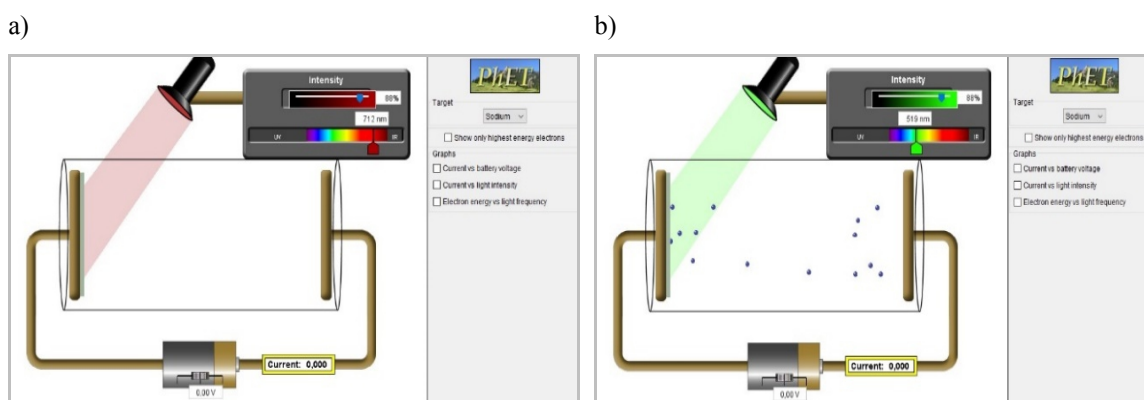 a)
Intensity
88%
712 nm
UV
IR
PhET
Target
Sodium
Show only highest energy electrons
Graphs
Current vs battery voltage
Current vs light intensity
Electron energy vs light frequency
Current: 0,000
0,00 V
b)
Intensity
88%
519 nm
UV
IR
PhET
Target
Sodium
Show only highest energy electrons
Graphs
Current vs battery voltage
Current vs light intensity
Electron energy vs light frequency
Current: 0,000
0,00 V